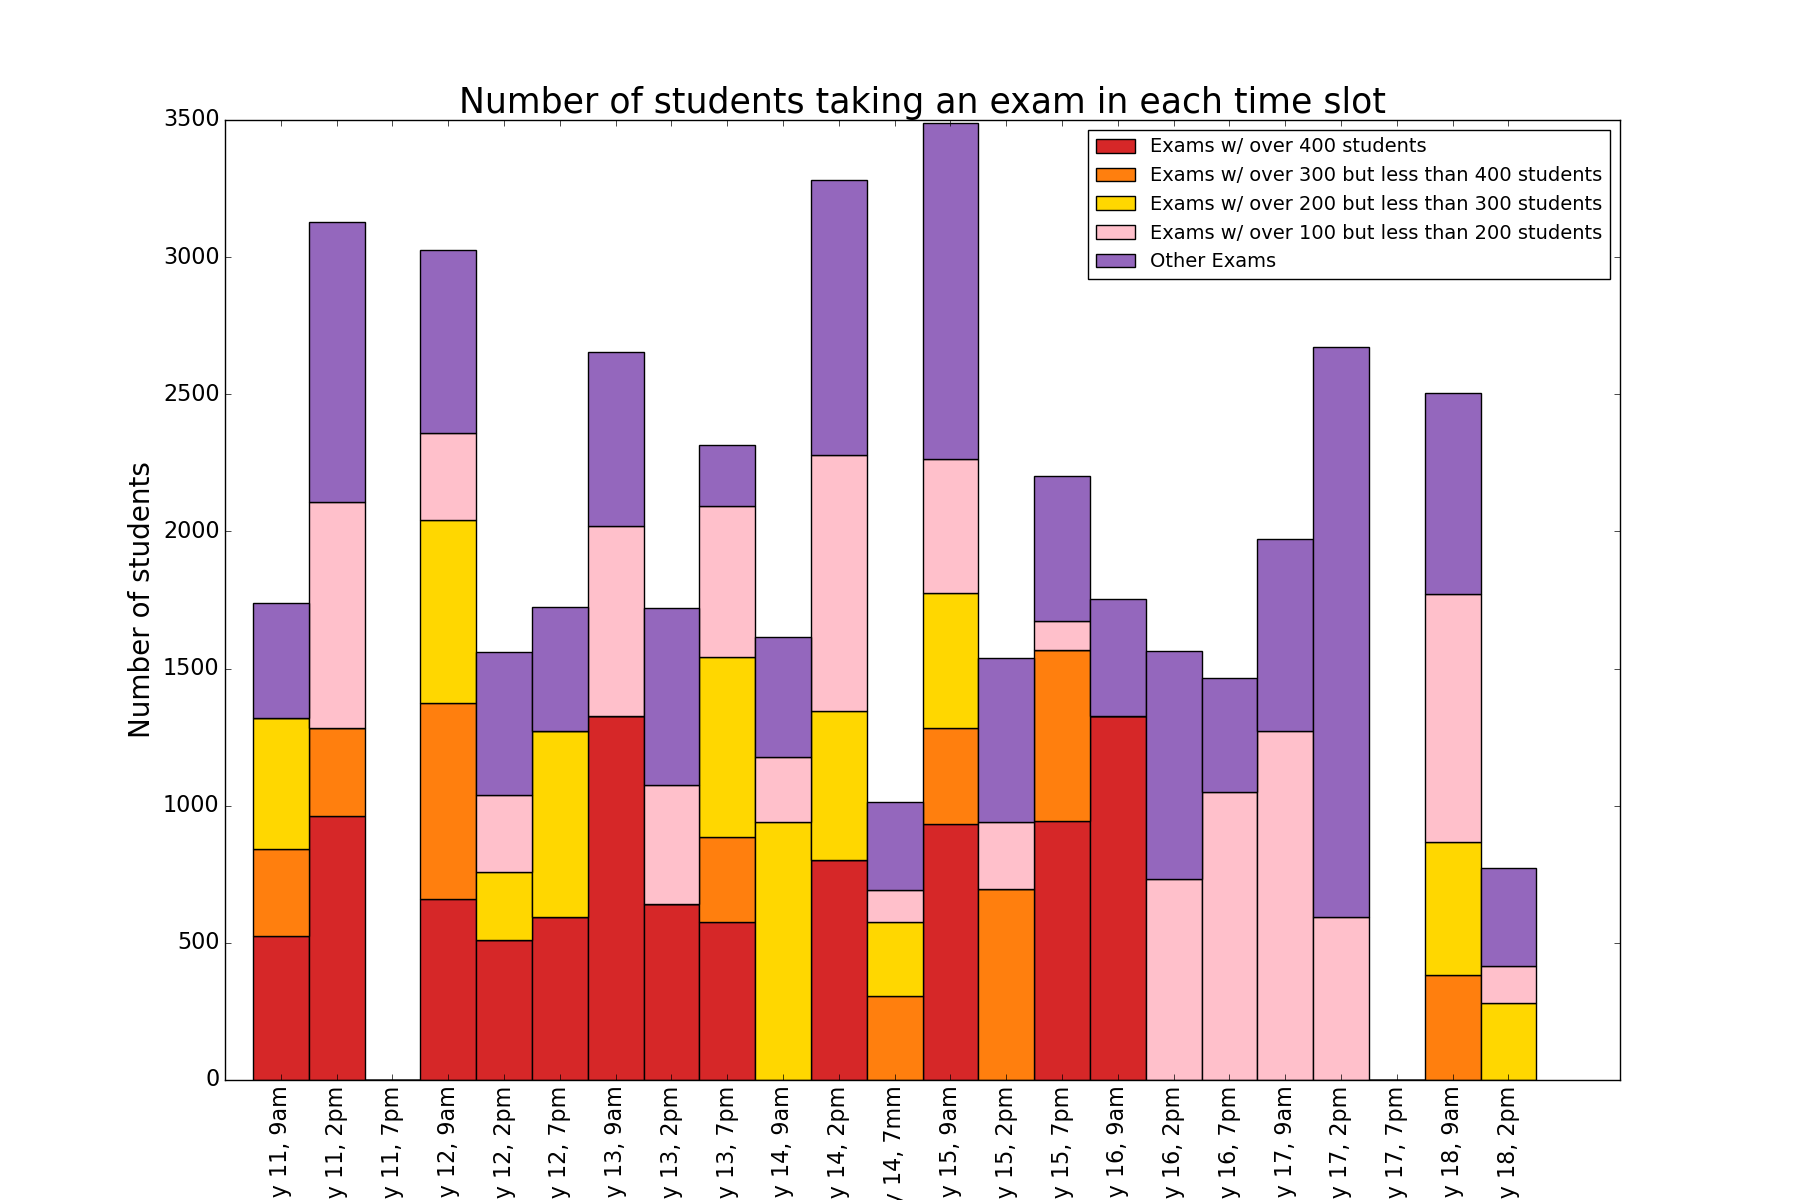 Number of students taking an exam in each time slot
3500
3000
2500
2000
1500
1000
500
0
Number of students
Exams w/ over 400 students
Exams w/ over 300 but less than 400 students
Exams w/ over 200 but less than 300 students
Exams w/ over 100 but less than 200 students
Other Exams
y 11, 9am
y 11, 2pm
y 11, 7pm
y 12, 9am
y 12, 2pm
y 12, 7pm
y 13, 9am
y 13, 2pm
y 13, 7pm
y 14, 9am
y 14, 2pm
y 14, 7mm
y 15, 9am
y 15, 2pm
y 15, 7pm
y 16, 9am
y 16, 2pm
y 16, 7pm
y 17, 9am
y 17, 2pm
y 17, 7pm
y 18, 9am
y 18, 2pm